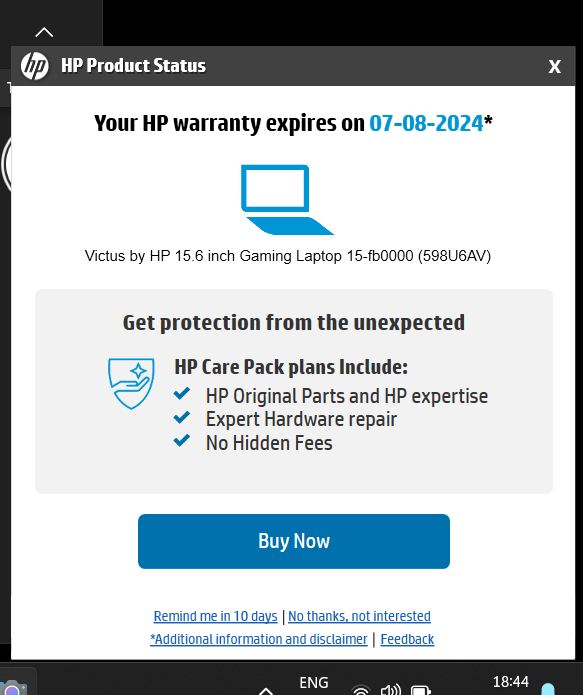 hp HP Product Status X
Your HP warranty expires on 07-08-2024*
Victus by HP 15.6 inch Gaming Laptop 15-fb0000 (598U6AV)
Get protection from the unexpected
HP Care Pack plans Include:
HP Original Parts and HP expertise
Expert Hardware repair
No Hidden Fees
Buy Now
Remind me in 10 days | No thanks, not interested
*Additional information and disclaimer | Feedback
ENG
18:44